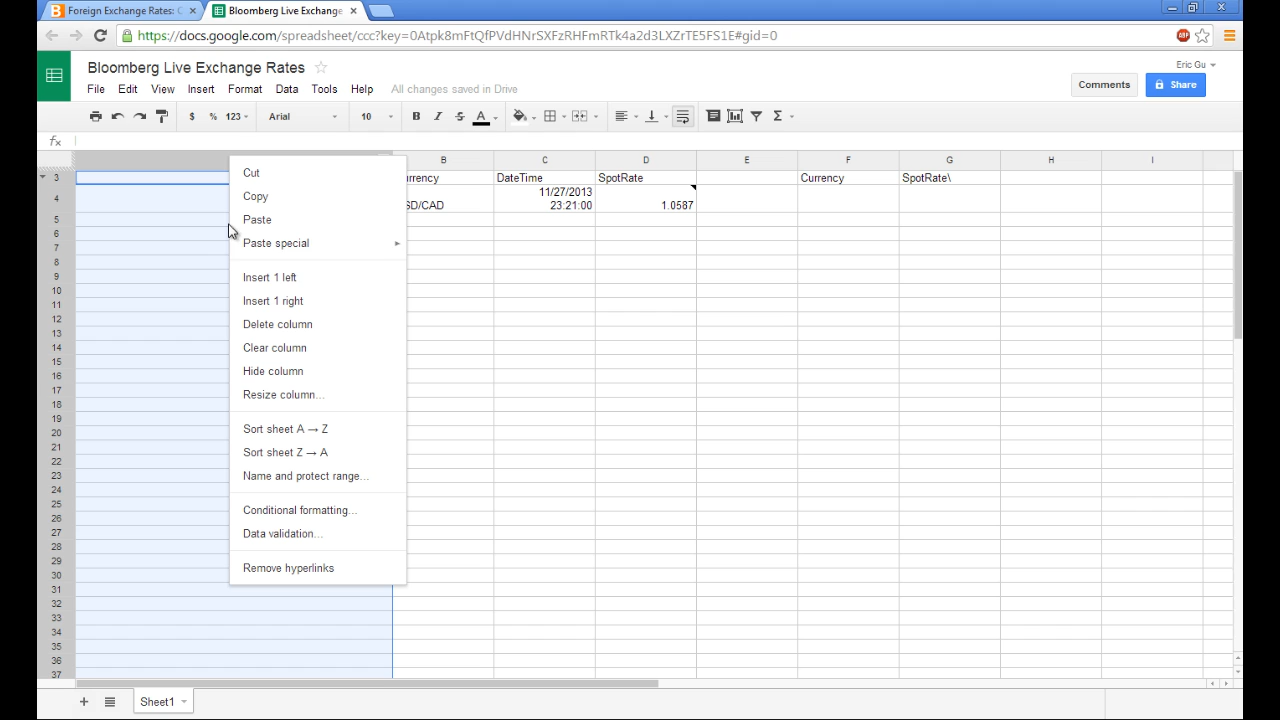 Foreign Exchange Rates: C
Bloomberg Live Exchange
https://docs.google.com/spreadsheet/ccc?key=0Atpk8mFtQfPVdHNrSXFzRHFmRTk4a2d3LXZrTE5FS1E#gid=0
ABP
Bloomberg Live Exchange Rates
Eric Gu
File Edit View Insert Format Data Tools Help All changes saved in Drive
Comments Share
$ % 123 Arial 10 B I S A Σ
fx
B C D E F G H I
3 rrency DateTime SpotRate Currency SpotRate\
4 SD/CAD 11/27/2013 23:21:00 1.0587
5
6
7
8
9
10
11
12
13
14
15
16
17
18
19
20
21
22
23
24
25
26
27
28
29
30
31
32
33
34
35
36
37
Cut
Copy
Paste
Paste special
Insert 1 left
Insert 1 right
Delete column
Clear column
Hide column
Resize column...
Sort sheet A → Z
Sort sheet Z → A
Name and protect range...
Conditional formatting...
Data validation...
Remove hyperlinks
Sheet1